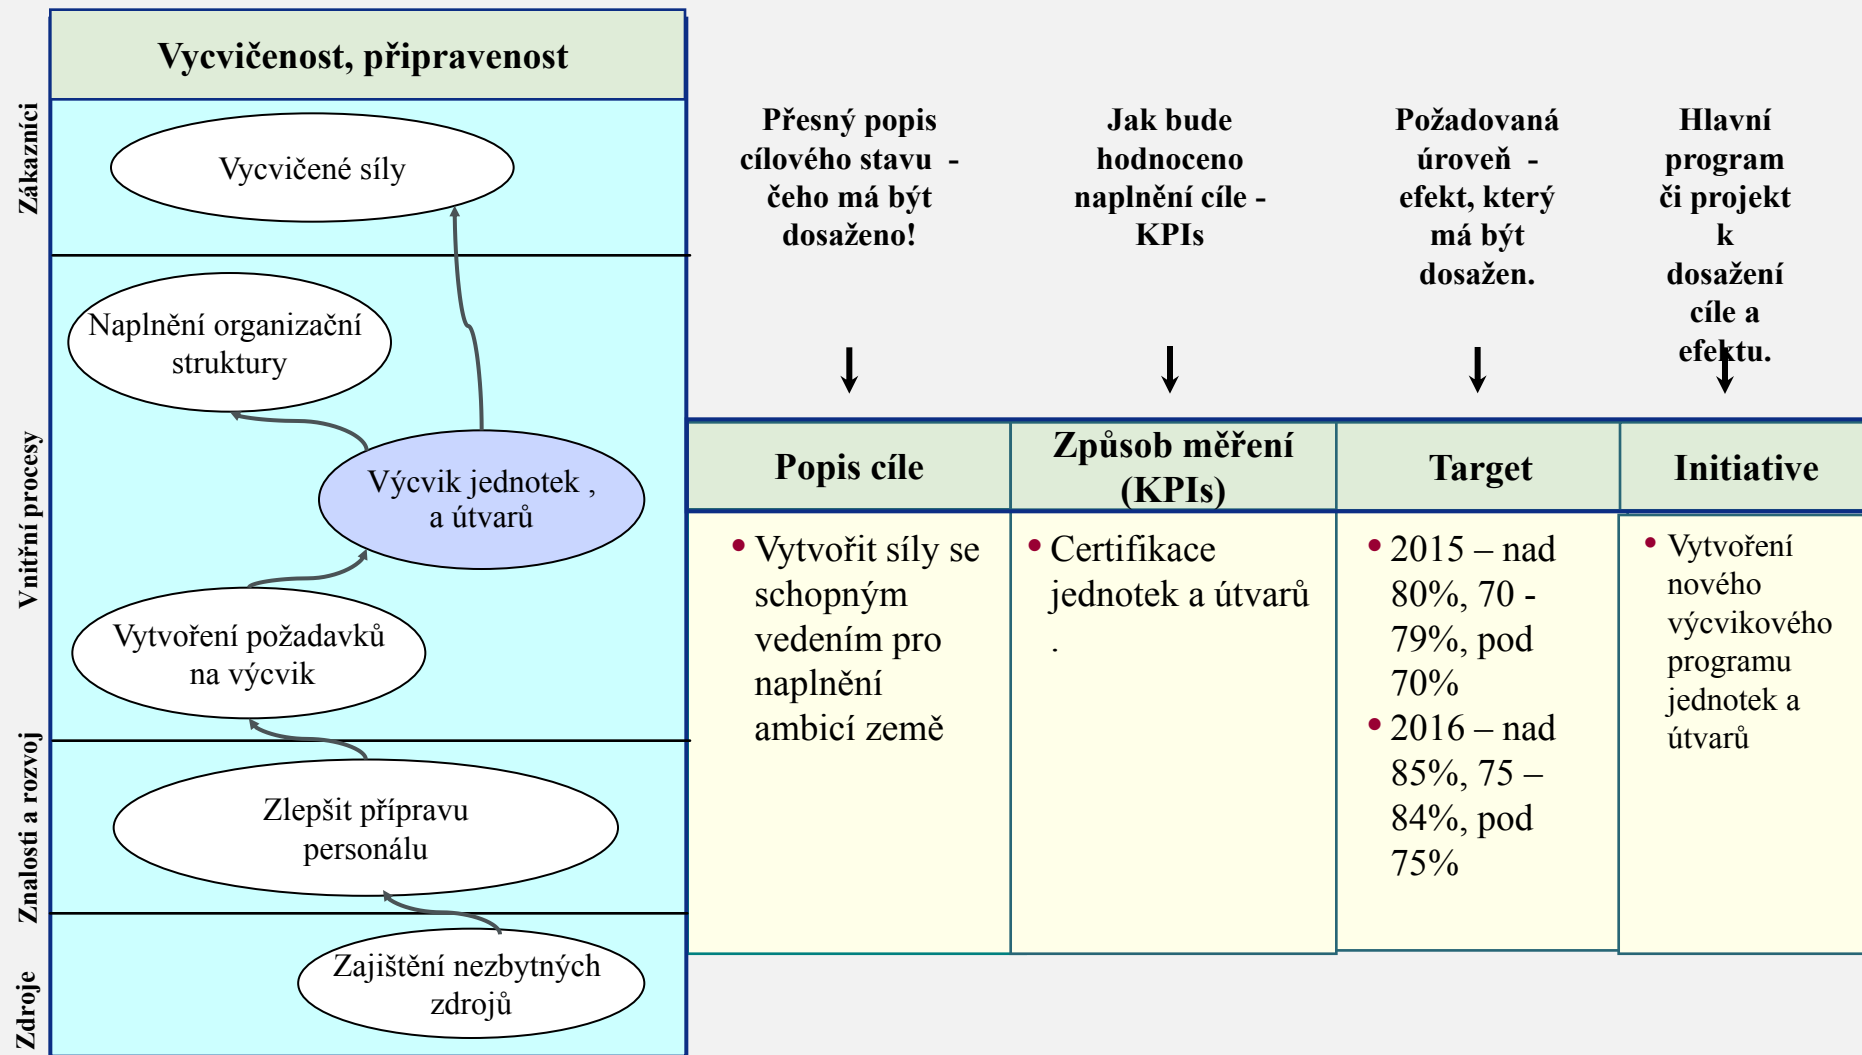 Vycvičenost, připravenost
Zákazníci
Vycvičené síly
Vnitřní procesy
Naplnění organizační
struktury
Výcvik jednotek ,
a útvarů
Vytvoření požadavků
na výcvik
Znalosti a rozvoj
Zlepšit přípravu
personálu
Zdroje
Zajištění nezbytných
zdrojů
Přesný popis
cílového stavu -
čeho má být
dosaženo!
Jak bude
hodnoceno
naplnění cíle -
KPIs
Požadovaná
úroveň -
efekt, který
má být
dosažen.
Hlavní
program
či projekt
k
dosažení
cíle a
efektu.
Popis cíle
Způsob měření
(KPIs)
Target
Initiative
• Vytvořit síly se
schopným
vedením pro
naplnění
ambicí země
• Certifikace
jednotek a útvarů
.
• 2015 – nad
80%, 70 -
79%, pod
70%
• 2016 – nad
85%, 75 –
84%, pod
75%
• Vytvoření
nového
výcvikového
programu
jednotek a
útvarů